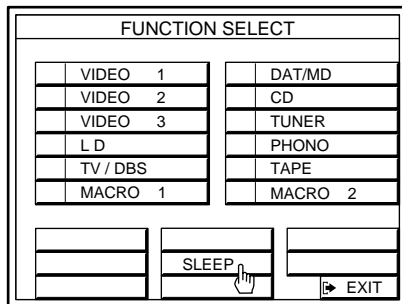 FUNCTION SELECT
VIDEO 1
VIDEO 2
VIDEO 3
L D
TV / DBS
MACRO 1
DAT/MD
CD
TUNER
PHONO
TAPE
MACRO 2
SLEEP
EXIT